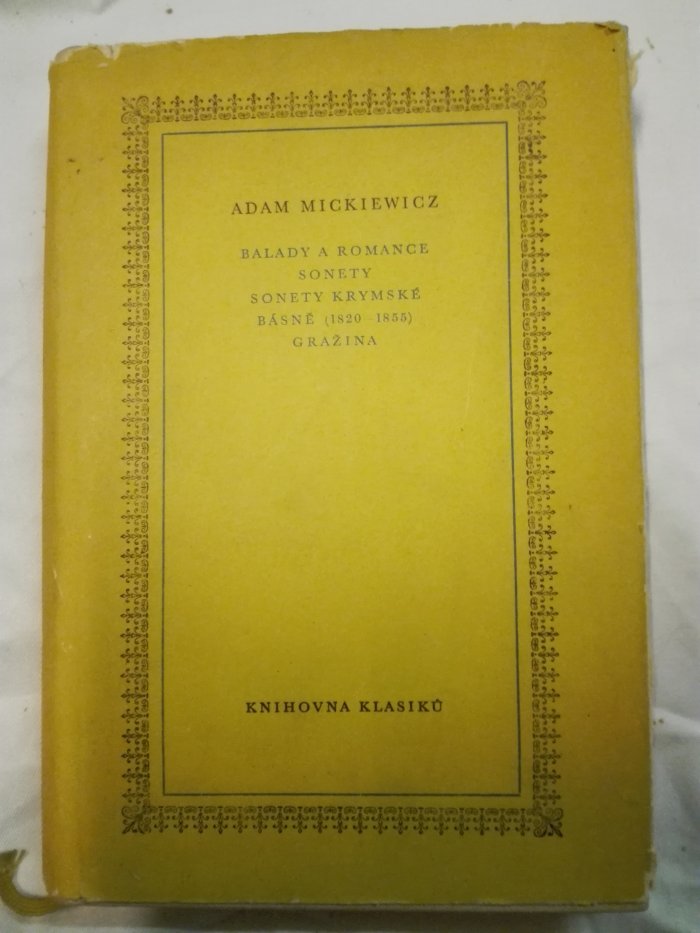 ADAM MICKIEWICZ
BALADY A ROMANCE
SONETY
SONETY KRYMSKÉ
BÁSNĚ (1820–1855)
GRAŽINA
KNIHOVNA KLASIKŮ